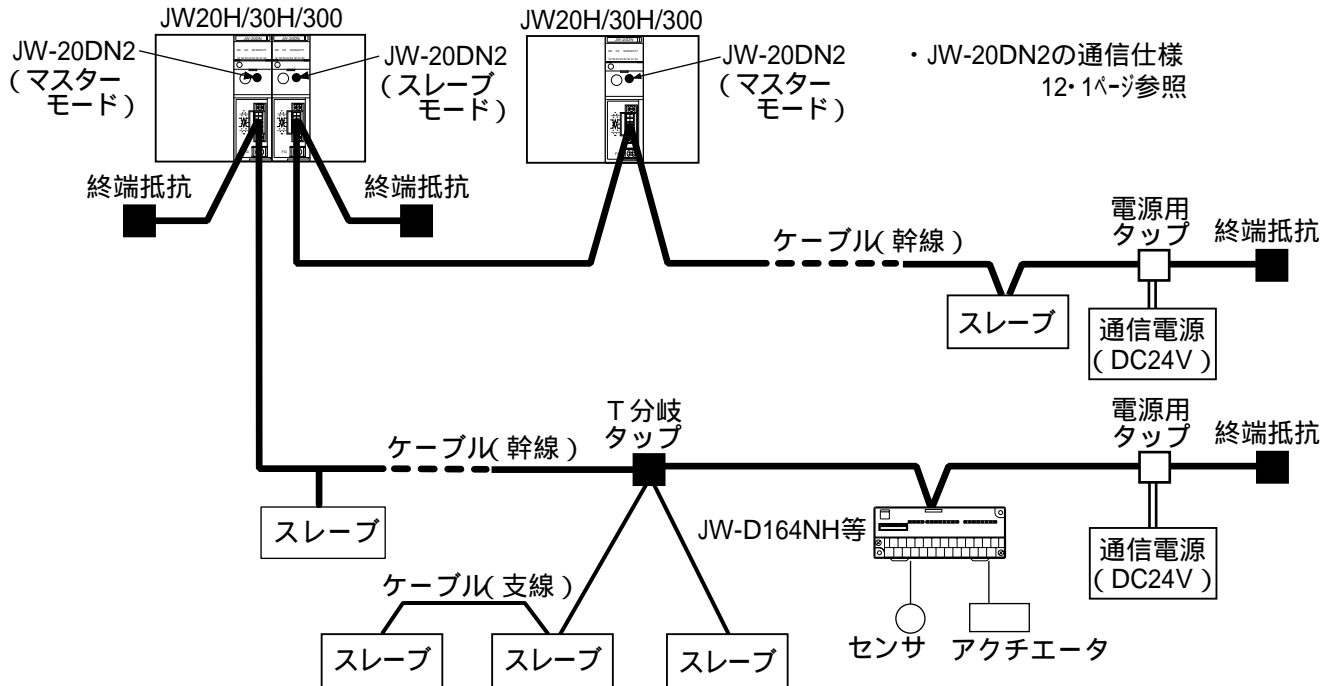 JW20H/30H/300
JW20H/30H/300
JW-20DN2
（マスター
モード）
JW-20DN2
（スレーブ
モード）
JW-20DN2
（マスター
モード）
・JW-20DN2の通信仕様
12・1ページ参照
終端抵抗
終端抵抗
ケーブル（幹線）
電源用
タップ
終端抵抗
スレーブ
通信電源
（DC24V）
ケーブル（幹線）
T分岐
タップ
電源用
タップ
終端抵抗
スレーブ
JW-D164NH等
通信電源
（DC24V）
ケーブル（支線）
センサ
アクチエータ
スレーブ
スレーブ
スレーブ